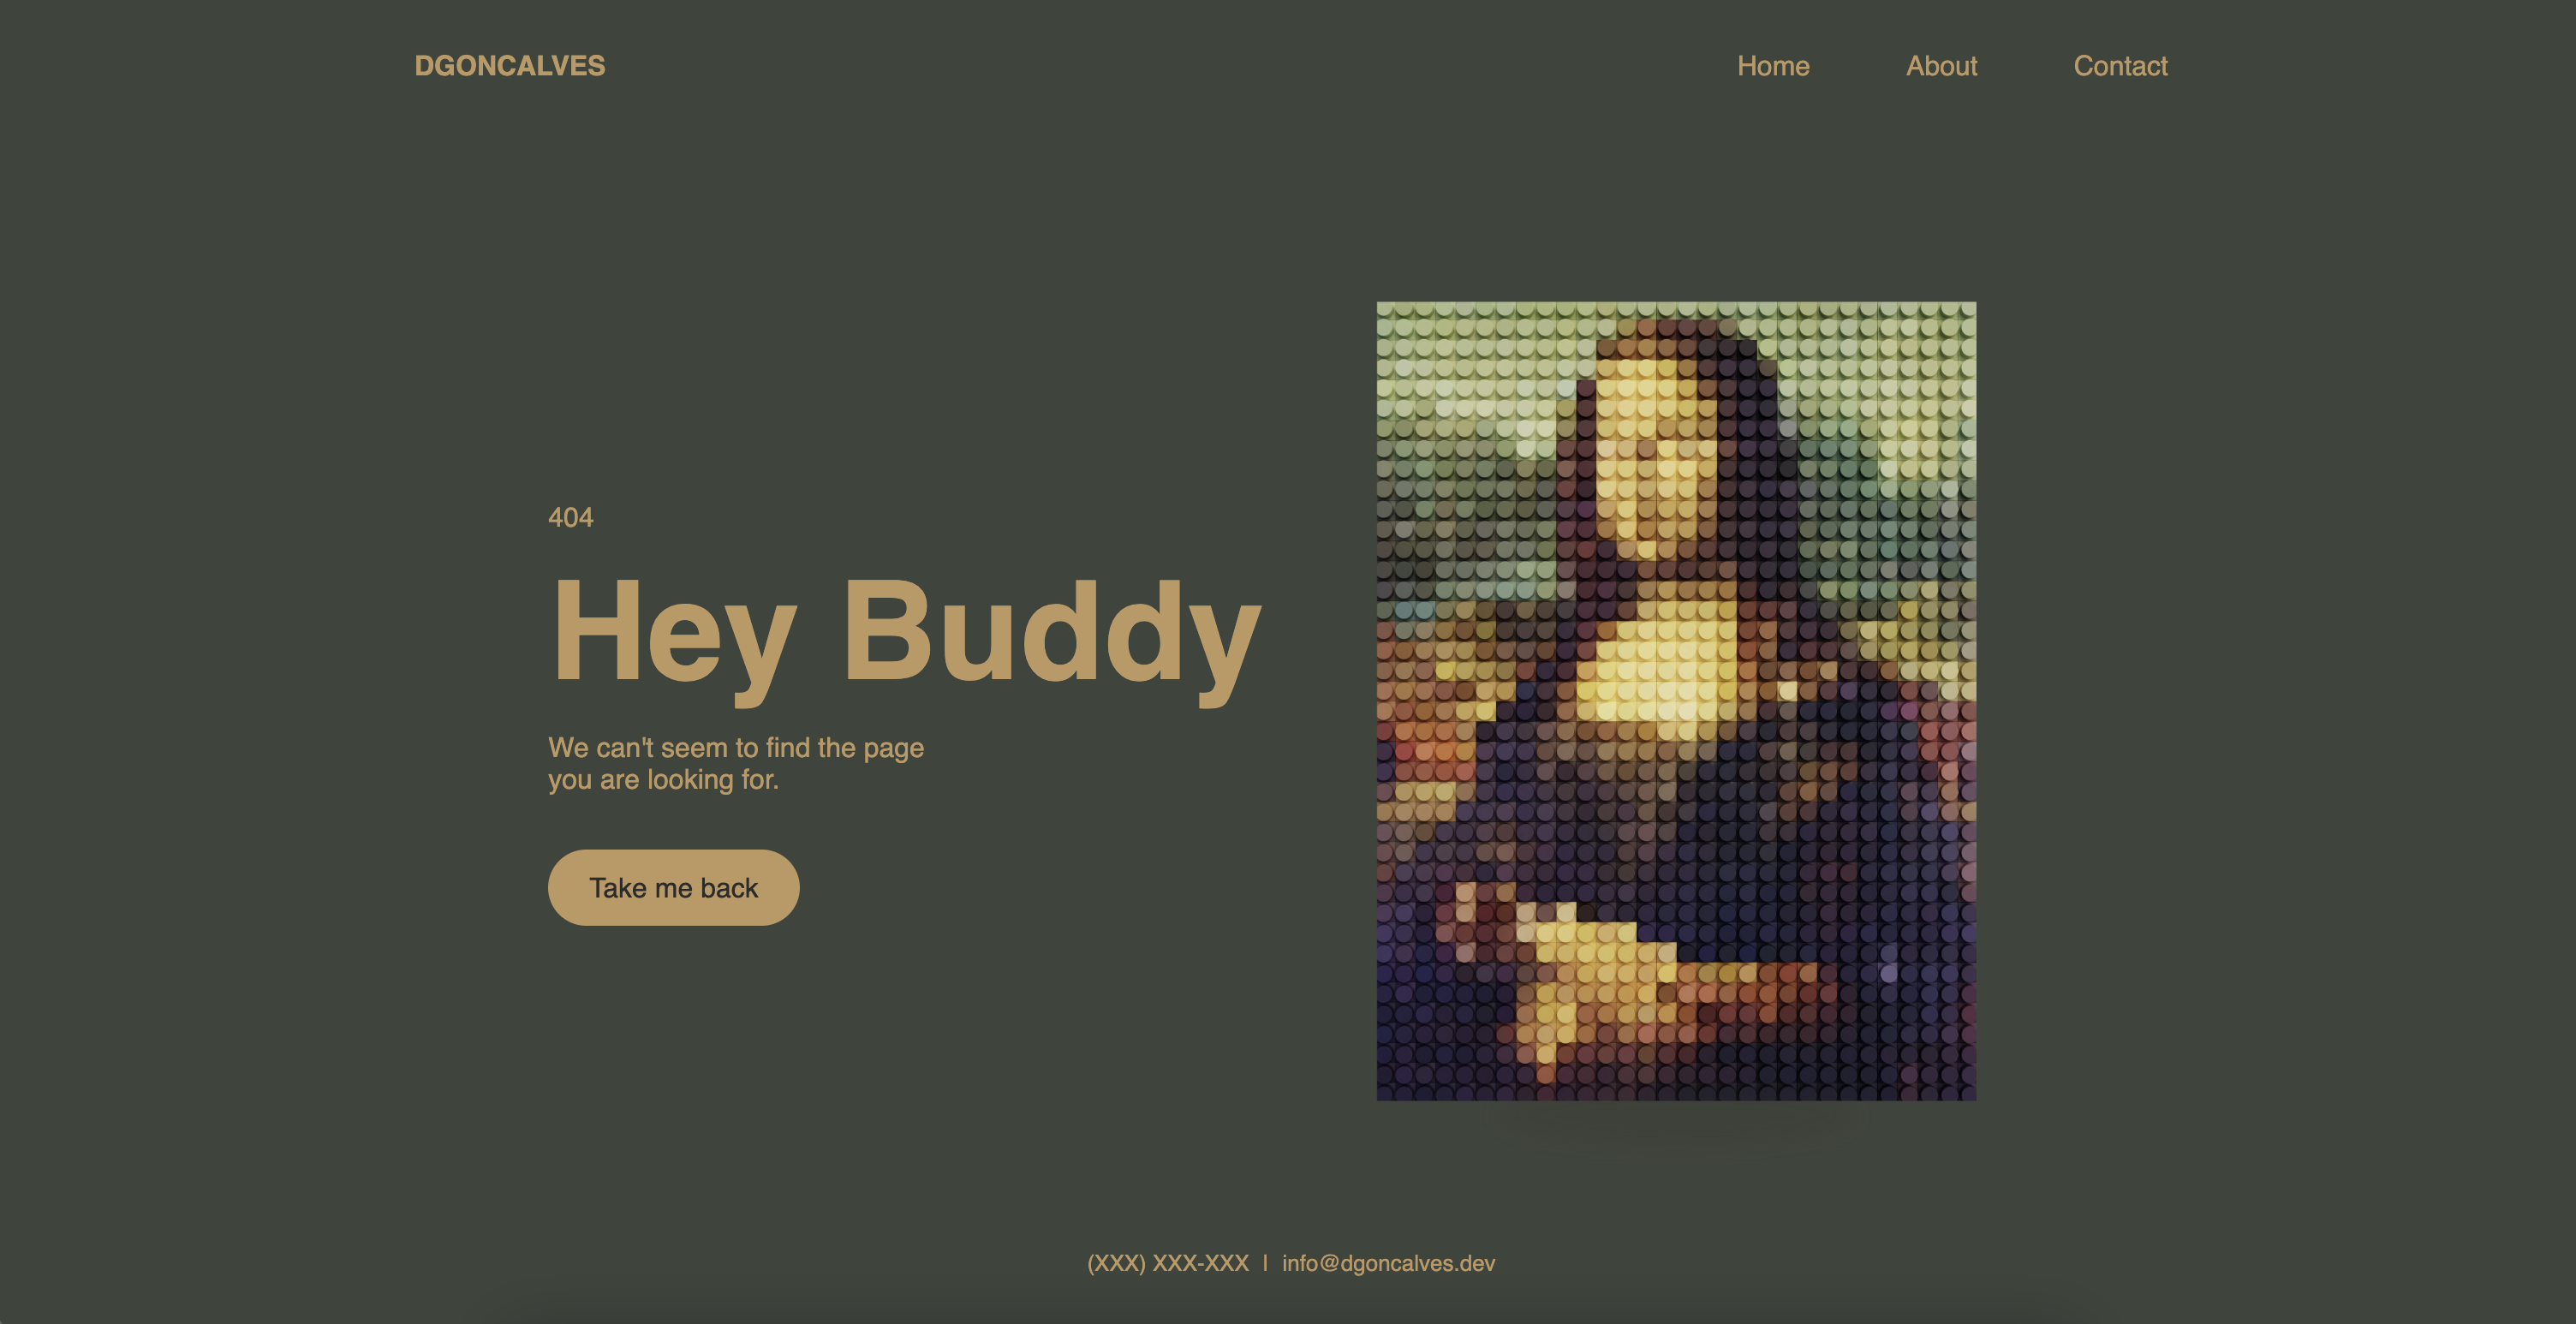 DGONCALVES
Home About Contact
404
Hey Buddy
We can't seem to find the page
you are looking for.
Take me back
(XXX) XXX-XXX | info@dgoncalves.dev